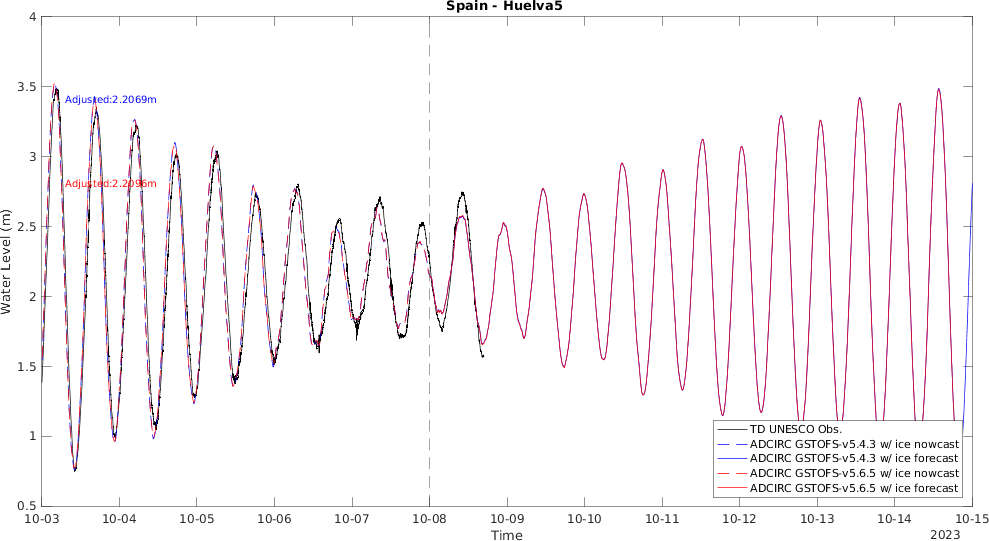 Spain - Huelva5
4
3.5
3
2.5
2
1.5
1
0.5
Water Level (m)
Adjusted:2.2069m
Adjusted:2.2096m
TD UNESCO Obs.
ADCIRC GSTOFS-v5.4.3 w/ ice nowcast
ADCIRC GSTOFS-v5.4.3 w/ ice forecast
ADCIRC GSTOFS-v5.6.5 w/ ice nowcast
ADCIRC GSTOFS-v5.6.5 w/ ice forecast
10-03 10-04 10-05 10-06 10-07 10-08 10-09 10-10 10-11 10-12 10-13 10-14 10-15
Time
2023